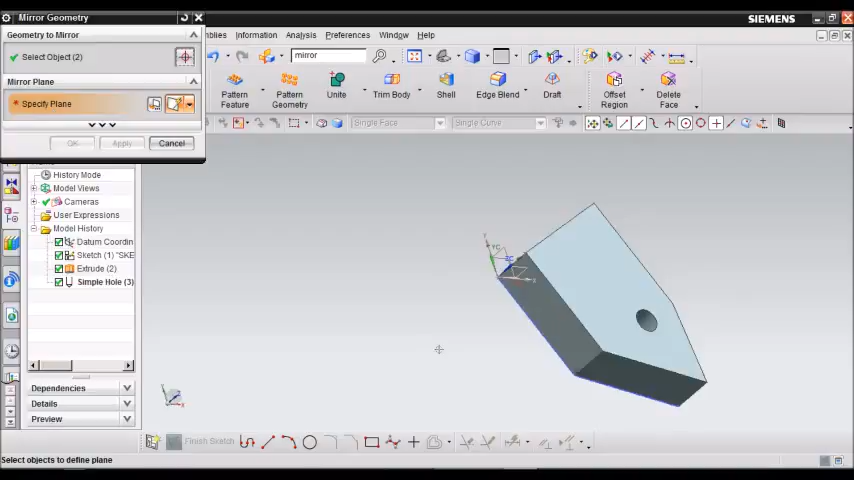 Mirror Geometry
Geometry to Mirror
Select Object (2)
Mirror Plane
* Specify Plane
OK
Apply
Cancel
SIEMENS
Information
Analysis
Preferences
Window
Help
mirror
Pattern
Feature
Pattern
Geometry
Unite
Trim Body
Shell
Edge Blend
Draft
Offset
Region
Delete
Face
Single Face
Single Curve
History Mode
Model Views
Cameras
User Expressions
Model History
Datum Coordin
Sketch (1) "SKE
Extrude (2)
Simple Hole (3)
Dependencies
Details
Preview
YC
X
Finish Sketch
Select objects to define plane